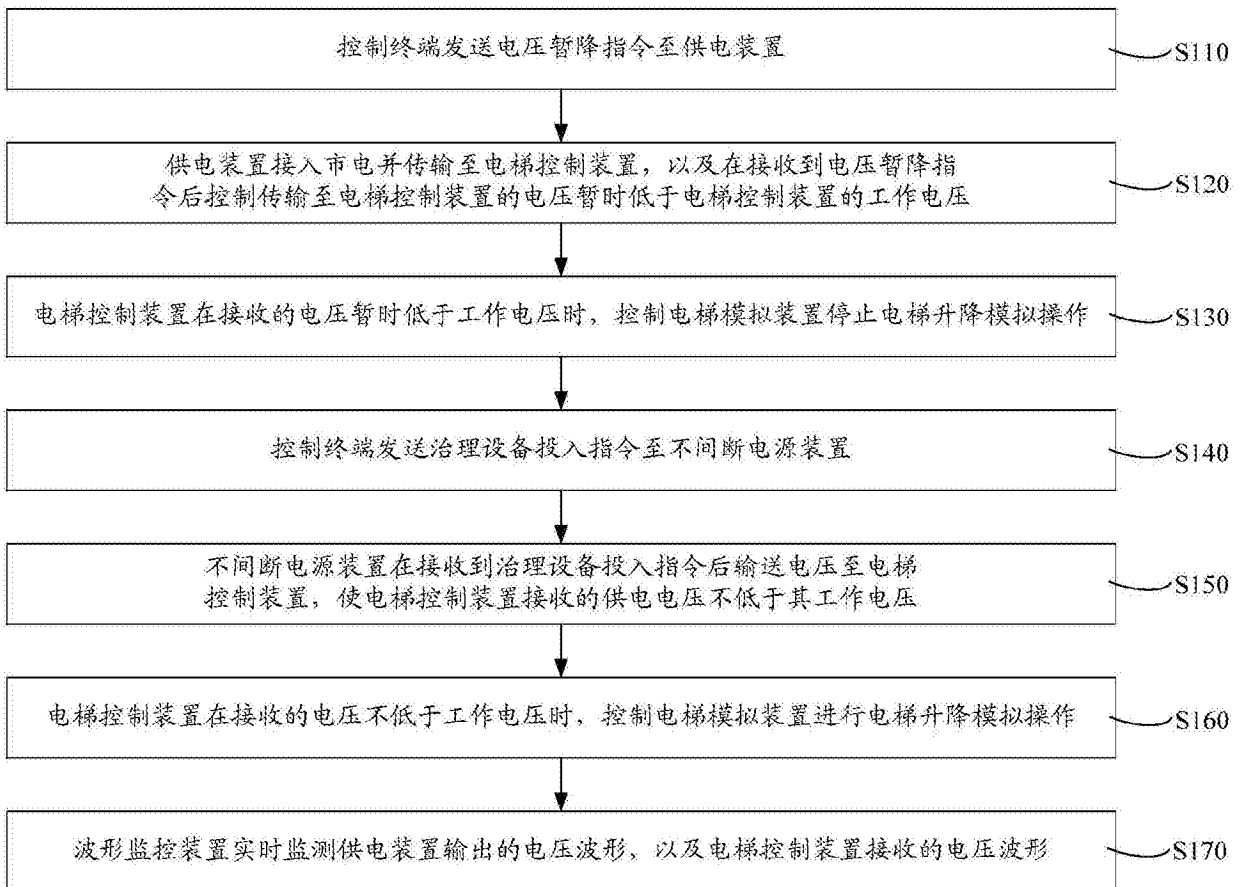 控制终端发送电压暂降指令至供电装置
S110
供电装置接入市电并传输至电梯控制装置，以及在接收到电压暂降指
令后控制传输至电梯控制装置的电压暂时低于电梯控制装置的工作电压
S120
电梯控制装置在接收的电压暂时低于工作电压时，控制电梯模拟装置停止电梯升降模拟操作
S130
控制终端发送治理设备投入指令至不间断电源装置
S140
不间断电源装置在接收到治理设备投入指令后输送电压至电梯
控制装置，使电梯控制装置接收的供电电压不低于其工作电压
S150
电梯控制装置在接收的电压不低于工作电压时，控制电梯模拟装置进行电梯升降模拟操作
S160
波形监控装置实时监测供电装置输出的电压波形，以及电梯控制装置接收的电压波形
S170